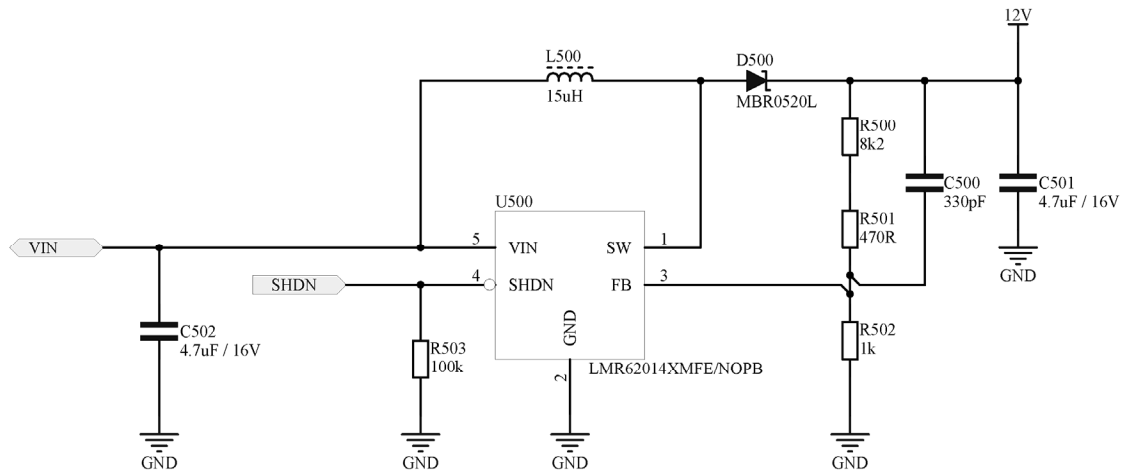 12V
L500
15uH
D500
MBR0520L
R500
8k2
C500
330pF
C501
4.7uF / 16V
GND
U500
R501
470R
VIN
5
VIN
SW
1
SHDN
4
SHDN
FB
3
GND
2
LMR62014XMFE/NOPB
C502
4.7uF / 16V
R503
100k
R502
1k
GND
GND
GND
GND